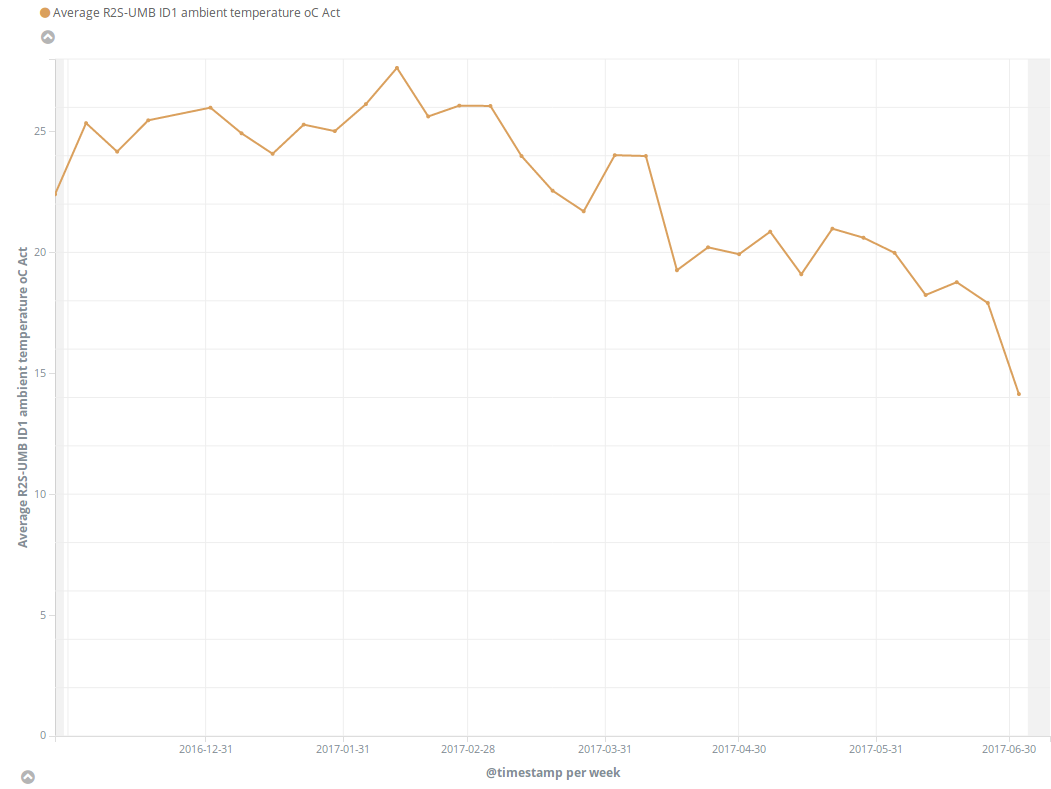 Average R2S-UMB ID1 ambient temperature oC Act
Average R2S-UMB ID1 ambient temperature oC Act
25
20
15
10
5
0
2016-12-31 2017-01-31 2017-02-28 2017-03-31 2017-04-30 2017-05-31 2017-06-30
@timestamp per week